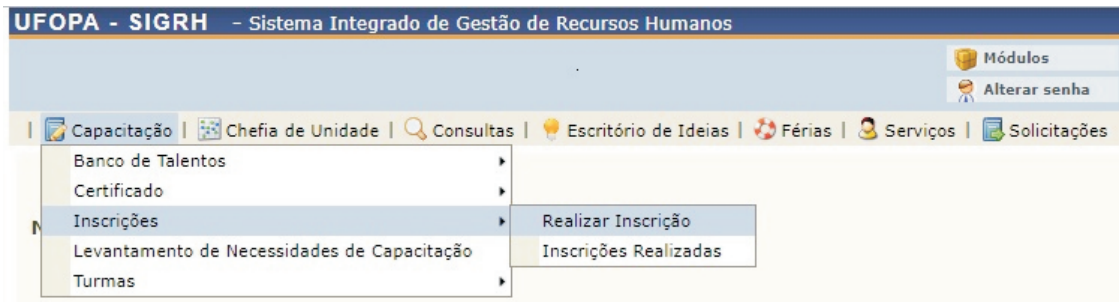 UFOPA - SIGRH - Sistema Integrado de Gestão de Recursos Humanos
Módulos
Alterar senha
| Capacitação | Chefia de Unidade | Consultas | Escritório de Ideias | Férias | Serviços | Solicitações
Banco de Talentos
Certificado
Inscrições Realizar Inscrição
Levantamento de Necessidades de Capacitação Inscrições Realizadas
Turmas